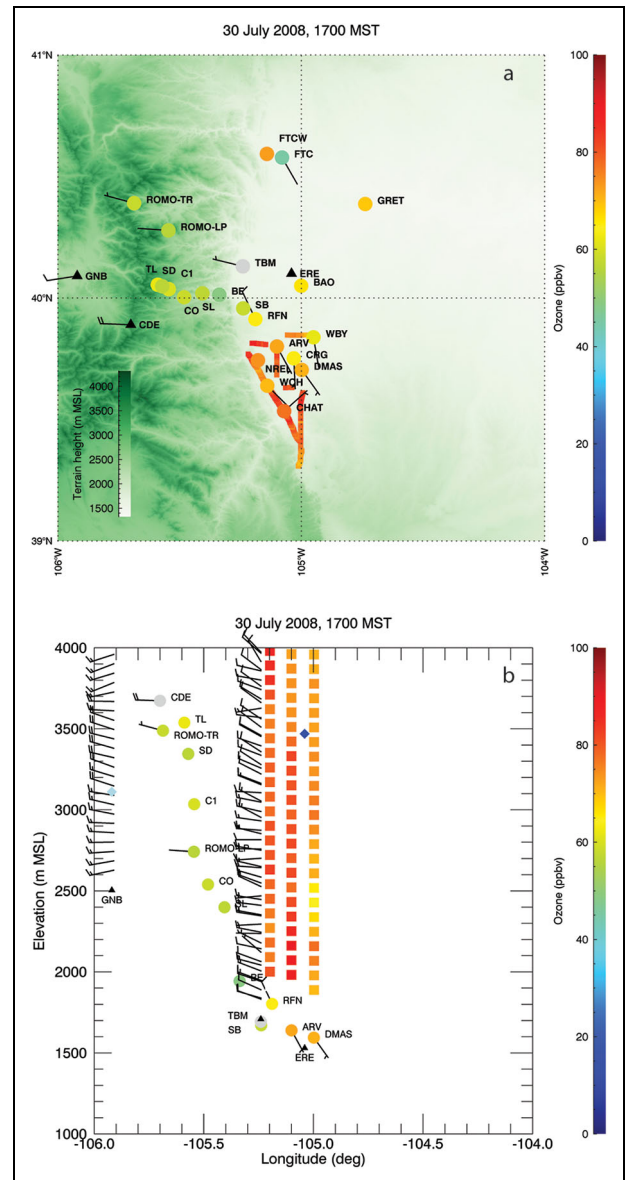 30 July 2008, 1700 MST
41°N
a
100
FTCW
FTC
80
ROMO-TR
GRET
ROMO-LP
TBM
ERE
GNB
TL SD C1
BAO
60
40°N
BE
CO SL
SB
RFN
CDE
WBY
ARV
CRG
NREL
DMAS
WCH
CHAT
40
4000
3500
3000
2500
2000
1500
Terrain height (m MSL)
20
39°N
0
106°W
105°W
104°W
Ozone (ppbv)
30 July 2008, 1700 MST
4000
b
100
CDE
TL
3500
ROMO-TR
SD
80
3000
C1
60
ROMO-LP
2500
GNB
CO
SL
40
2000
BE
RFN
TBM
SB
ARV
DMAS
20
1500
ERE
1000
0
-106.0
-105.5
-105.0
-104.5
-104.0
Longitude (deg)
Elevation (m MSL)
Ozone (ppbv)